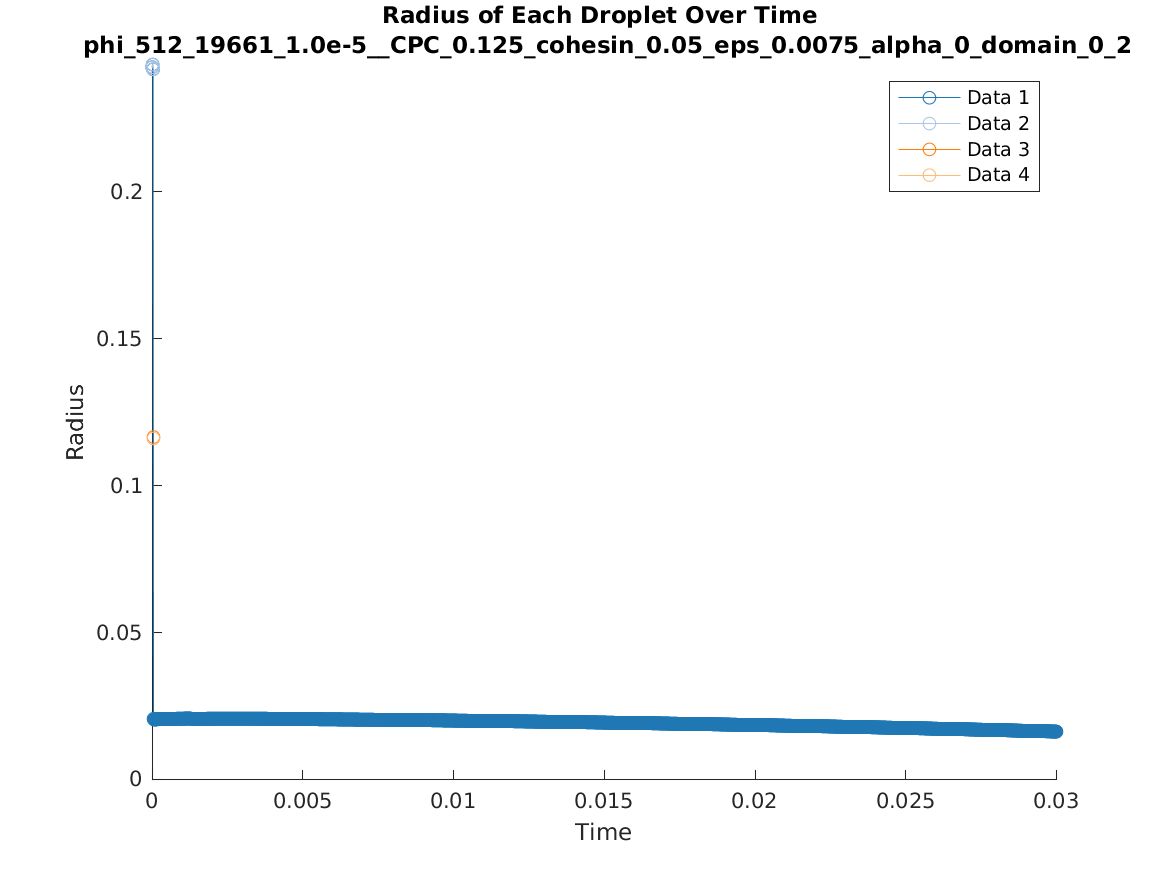 Radius of Each Droplet Over Time
phi_512_19661_1.0e-5__CPC_0.125_cohesin_0.05_eps_0.0075_alpha_0_domain_0_2
Data 1
Data 2
Data 3
Data 4
Radius
0.2
0.15
0.1
0.05
0
0
0.005
0.01
0.015
0.02
0.025
0.03
Time